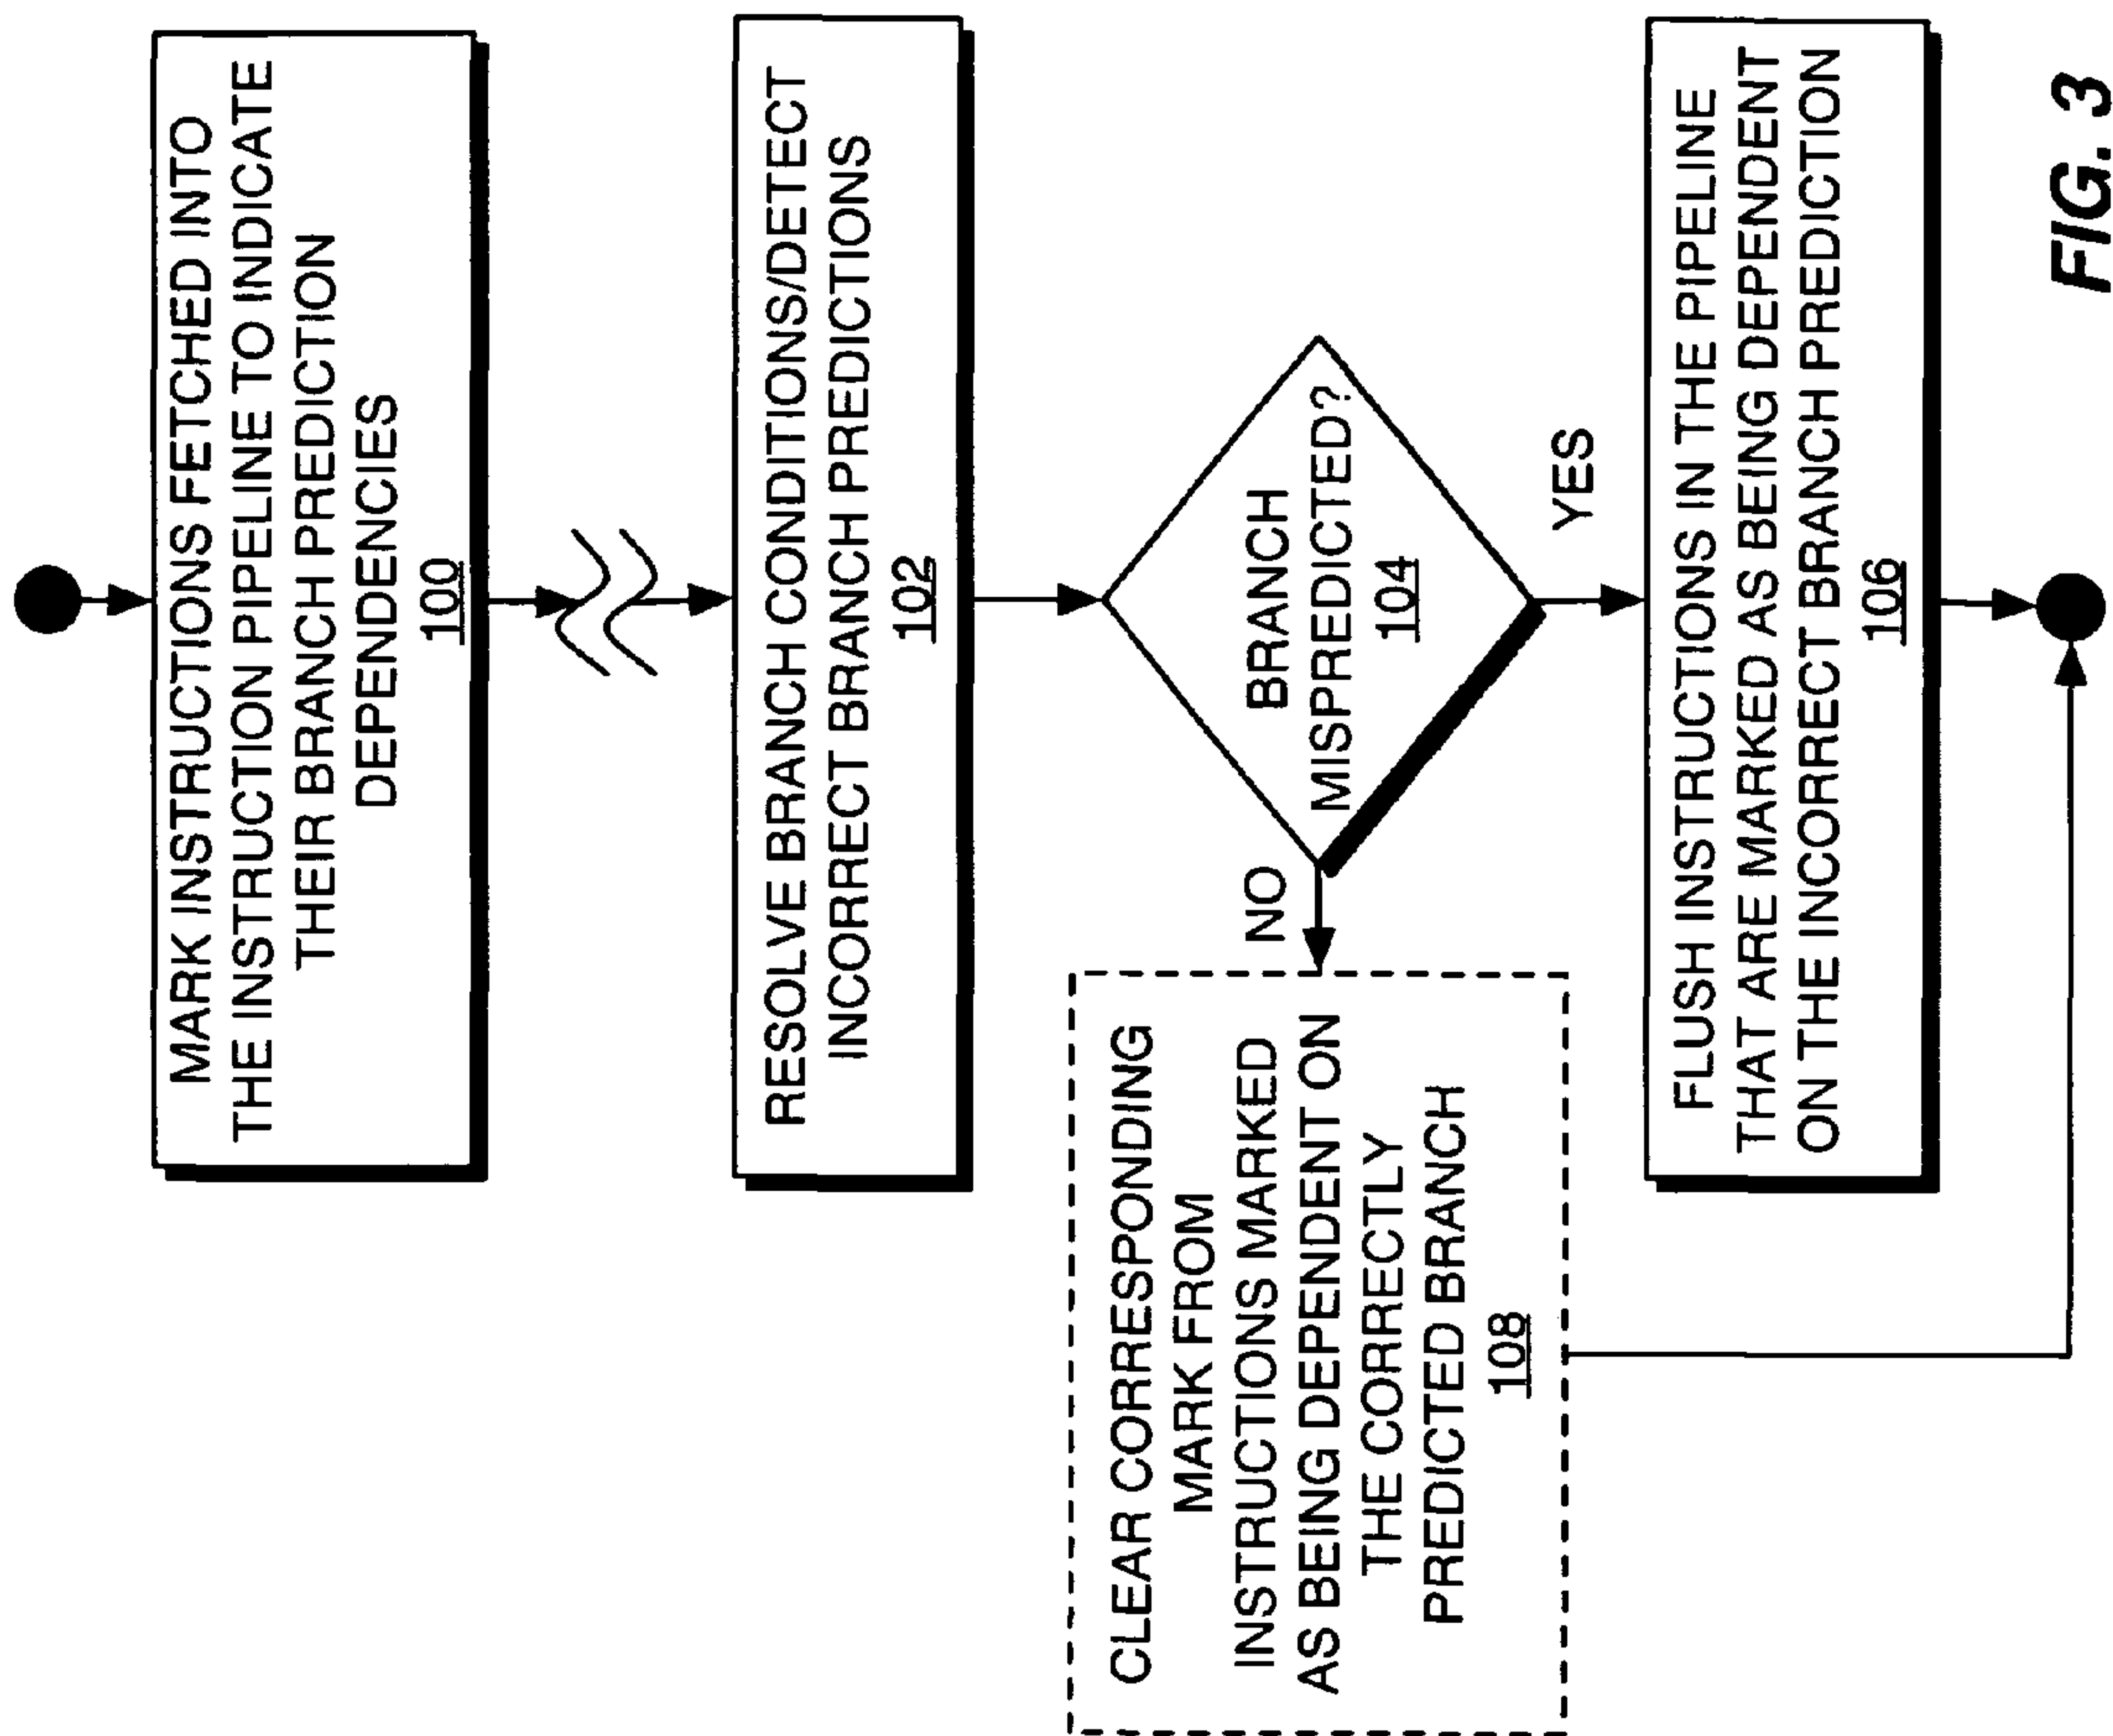 MARK INSTRUCTIONS FETCHED INTO
THE INSTRUCTION PIPELINE TO INDICATE
THEIR BRANCH PREDICTION
DEPENDENCIES
100
RESOLVE BRANCH CONDITIONS/DETECT
INCORRECT BRANCH PREDICTIONS
102
BRANCH
MISPREDICTED?
104
NO
YES
CLEAR CORRESPONDING
MARK FROM
INSTRUCTIONS MARKED
AS BEING DEPENDENT ON
THE CORRECTLY
PREDICTED BRANCH
108
FLUSH INSTRUCTIONS IN THE PIPELINE
THAT ARE MARKED AS BEING DEPENDENT
ON THE INCORRECT BRANCH PREDICTION
106
FIG. 3